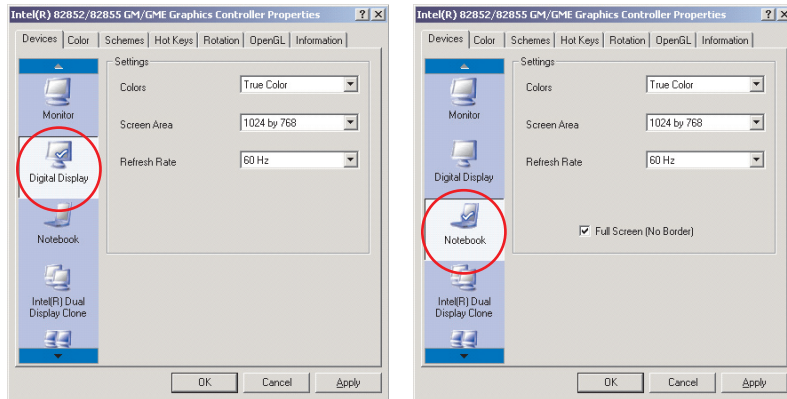 Intel(R) 82852/82855 GM/GME Graphics Controller Properties
Devices Color Schemes Hot Keys Rotation OpenGL Information
Settings
Monitor
Colors True Color
Screen Area 1024 by 768
Digital Display
Refresh Rate 60 Hz
Notebook
Intel(R) Dual
Display Clone
OK Cancel Apply
Intel(R) 82852/82855 GM/GME Graphics Controller Properties
Devices Color Schemes Hot Keys Rotation OpenGL Information
Settings
Monitor
Colors True Color
Screen Area 1024 by 768
Digital Display
Refresh Rate 60 Hz
Notebook
Full Screen (No Border)
Intel(R) Dual
Display Clone
OK Cancel Apply